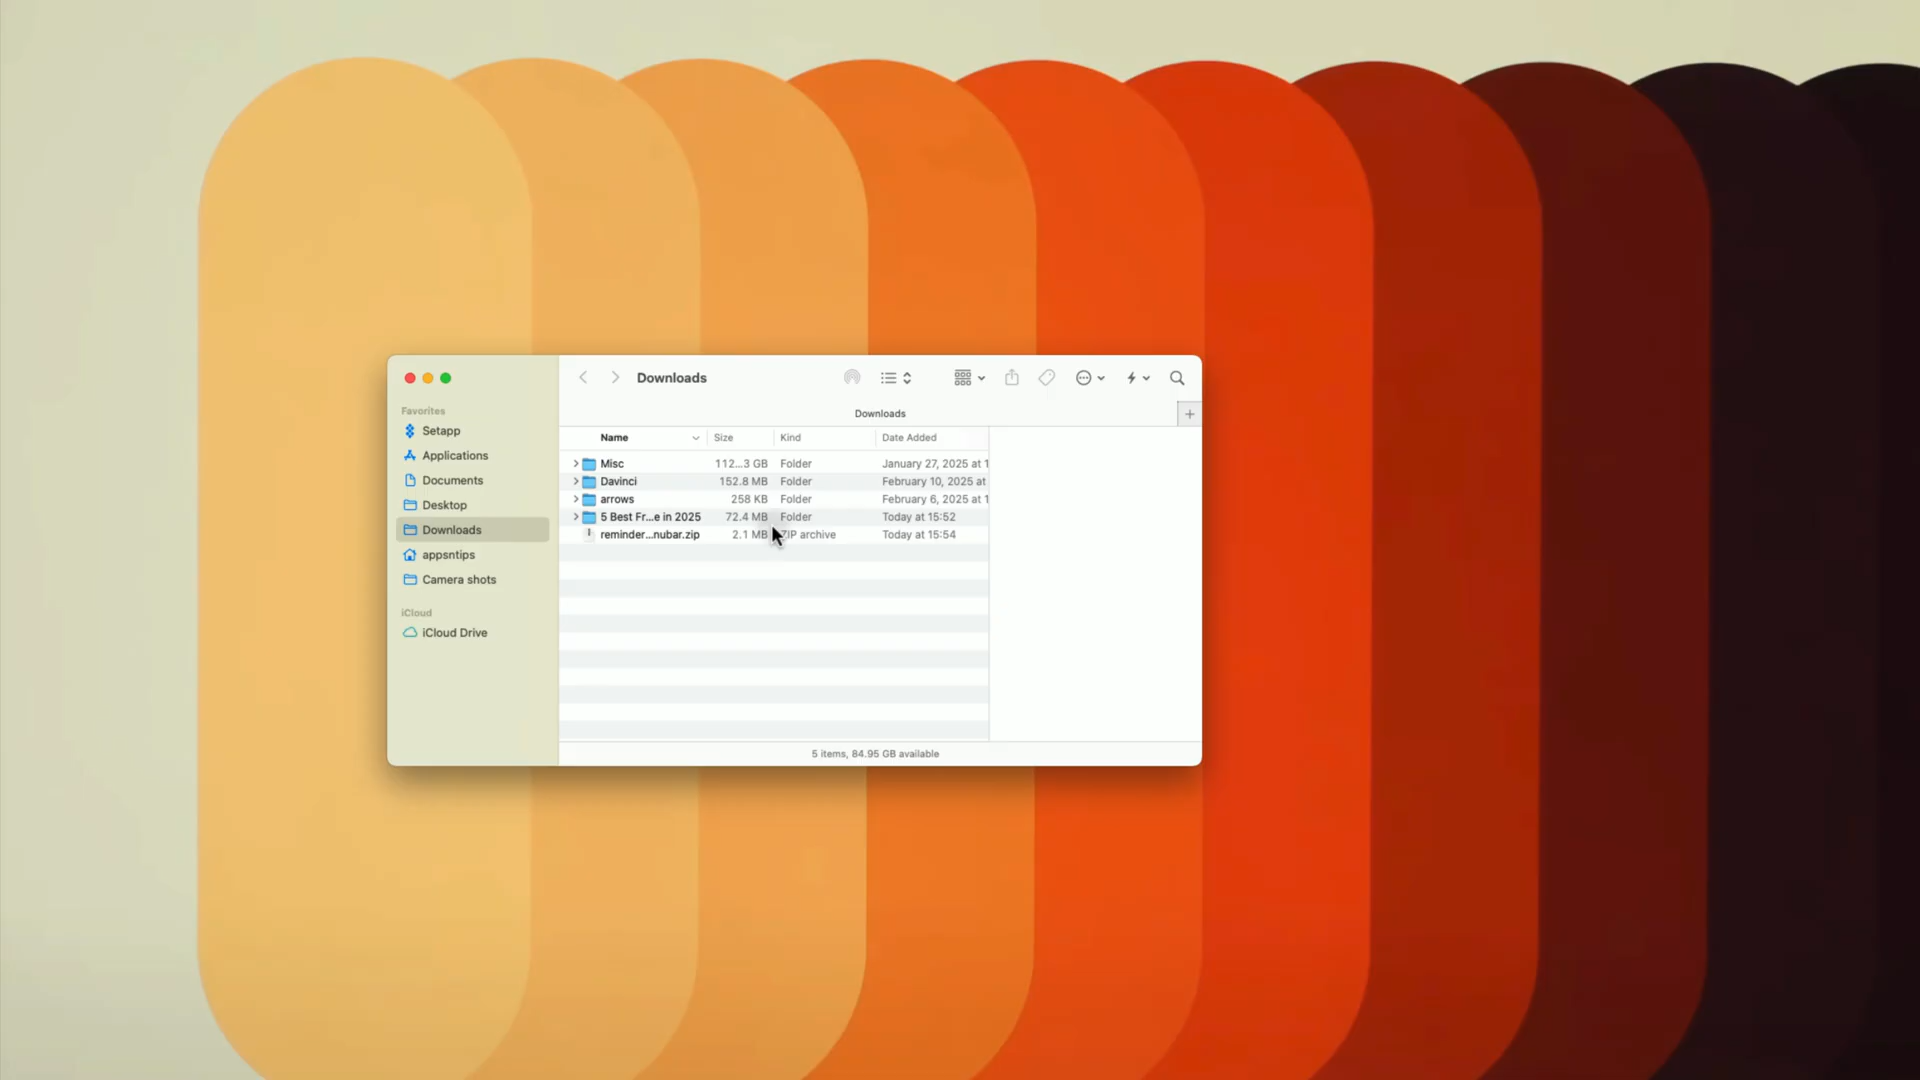 Downloads
Downloads
Favorites
Setapp
Applications
Documents
Desktop
Downloads
appsntips
Camera shots
iCloud
iCloud Drive
Name Size Kind Date Added
Misc 112...3 GB Folder January 27, 2025 at 1
Davinci 152.8 MB Folder February 10, 2025 at
arrows 258 KB Folder February 6, 2025 at 1
5 Best Fr...e in 2025 72.4 MB Folder Today at 15:52
reminder...nubar.zip 2.1 MB ZIP archive Today at 15:54
5 items, 84.95 GB available